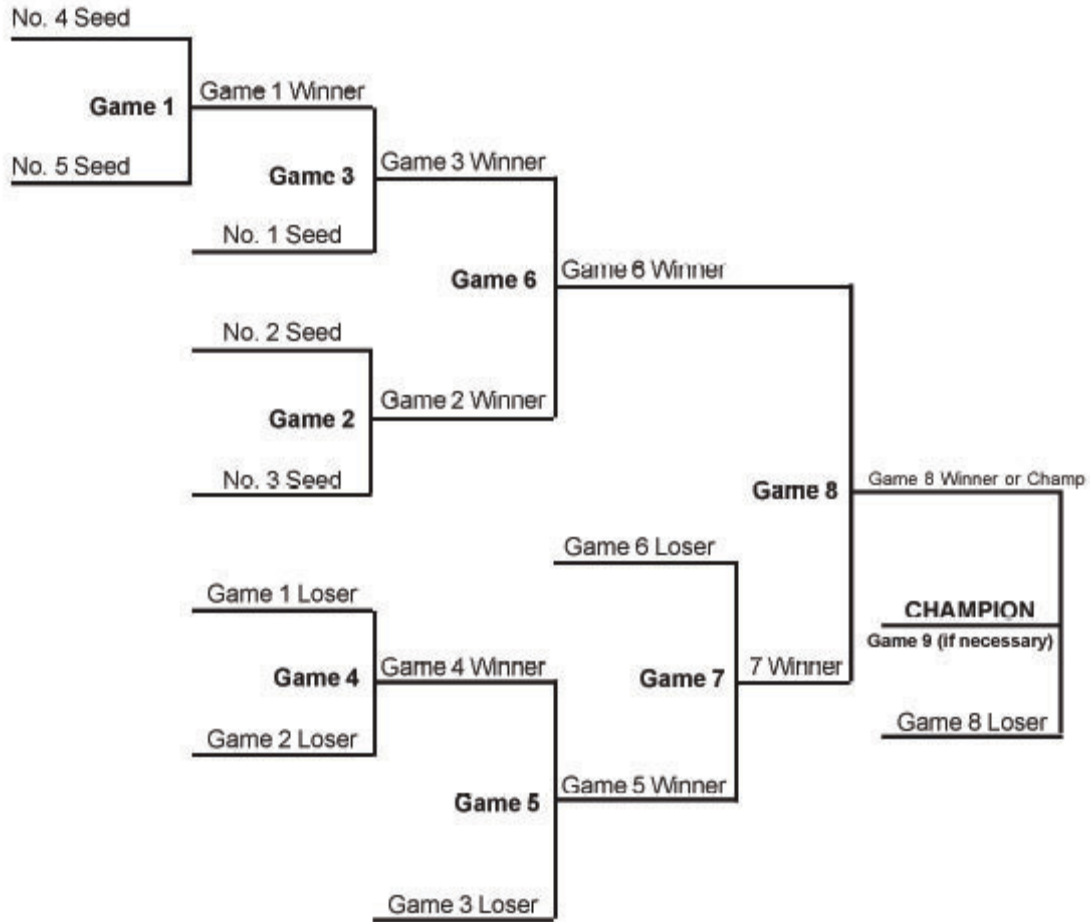 No. 4 Seed
Game 1
Game 1 Winner
No. 5 Seed
Game 3
Game 3 Winner
No. 1 Seed
Game 6
Game 6 Winner
No. 2 Seed
Game 2
Game 2 Winner
No. 3 Seed
Game 8
Game 8 Winner or Champ
Game 6 Loser
Game 1 Loser
CHAMPION
Game 9 (if necessary)
Game 4
Game 4 Winner
Game 7
7 Winner
Game 8 Loser
Game 2 Loser
Game 5
Game 5 Winner
Game 3 Loser